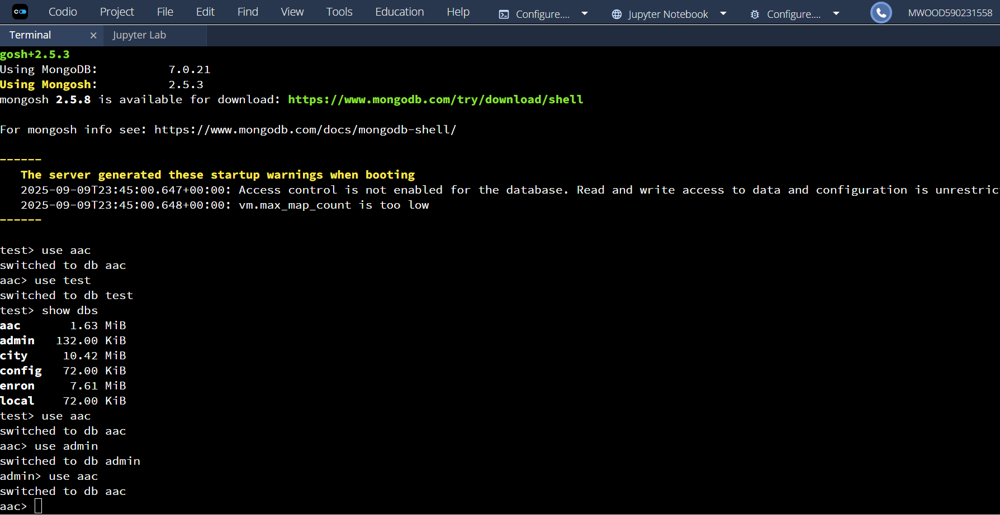 CO
Codio Project File Edit Find View Tools Education Help Configure.... Jupyter Notebook Configure.... MWOOD590231558
Terminal × Jupyter Lab
gosh+2.5.3
Using MongoDB: 7.0.21
Using Mongosh: 2.5.3
mongosh 2.5.8 is available for download: https://www.mongodb.com/try/download/shell
For mongosh info see: https://www.mongodb.com/docs/mongodb-shell/
------
The server generated these startup warnings when booting
2025-09-09T23:45:00.647+00:00: Access control is not enabled for the database. Read and write access to data and configuration is unrestric
2025-09-09T23:45:00.648+00:00: vm.max_map_count is too low
------
test> use aac
switched to db aac
aac> use test
switched to db test
test> show dbs
aac 1.63 MiB
admin 132.00 KiB
city 10.42 MiB
config 72.00 KiB
enron 7.61 MiB
local 72.00 KiB
test> use aac
switched to db aac
aac> use admin
switched to db admin
admin> use aac
switched to db aac
aac>